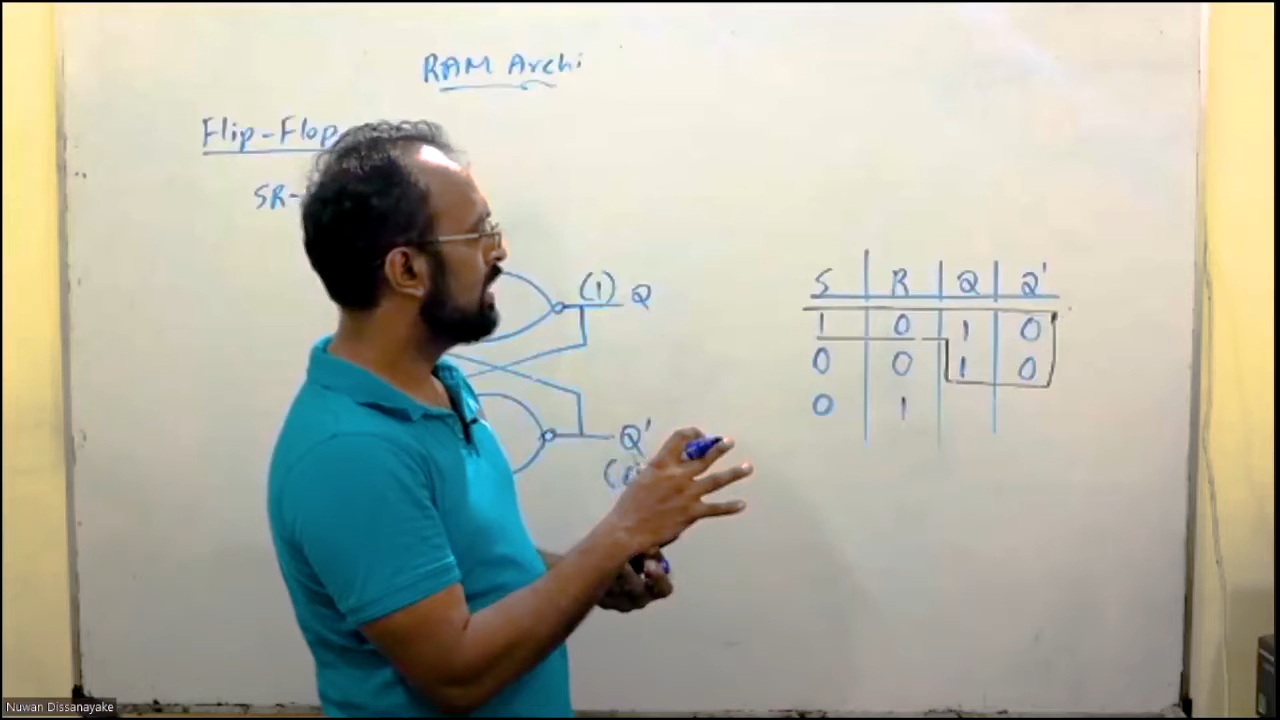 RAM Archi
Flip-Flop
SR-
(1) Q
Q'
S R Q Q'
1 0 1 0
0 0 1 0
0 1
Nuwan Dissanayake